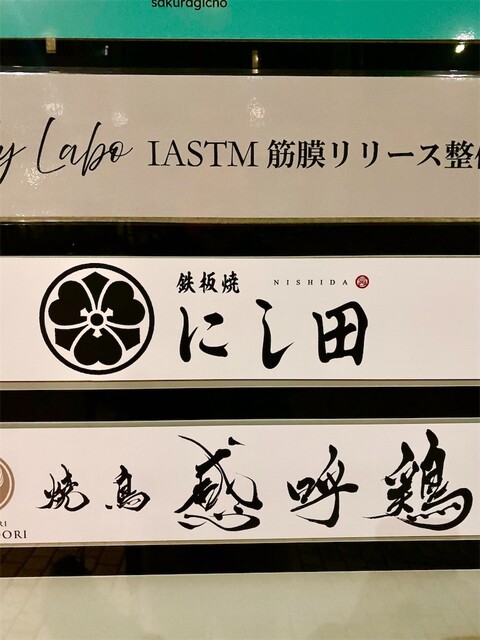 sakuragicho
Labo IASTM 筋膜リリース整体
鉄板焼 NISHIDA
にし田
焼鳥 感呼鶏